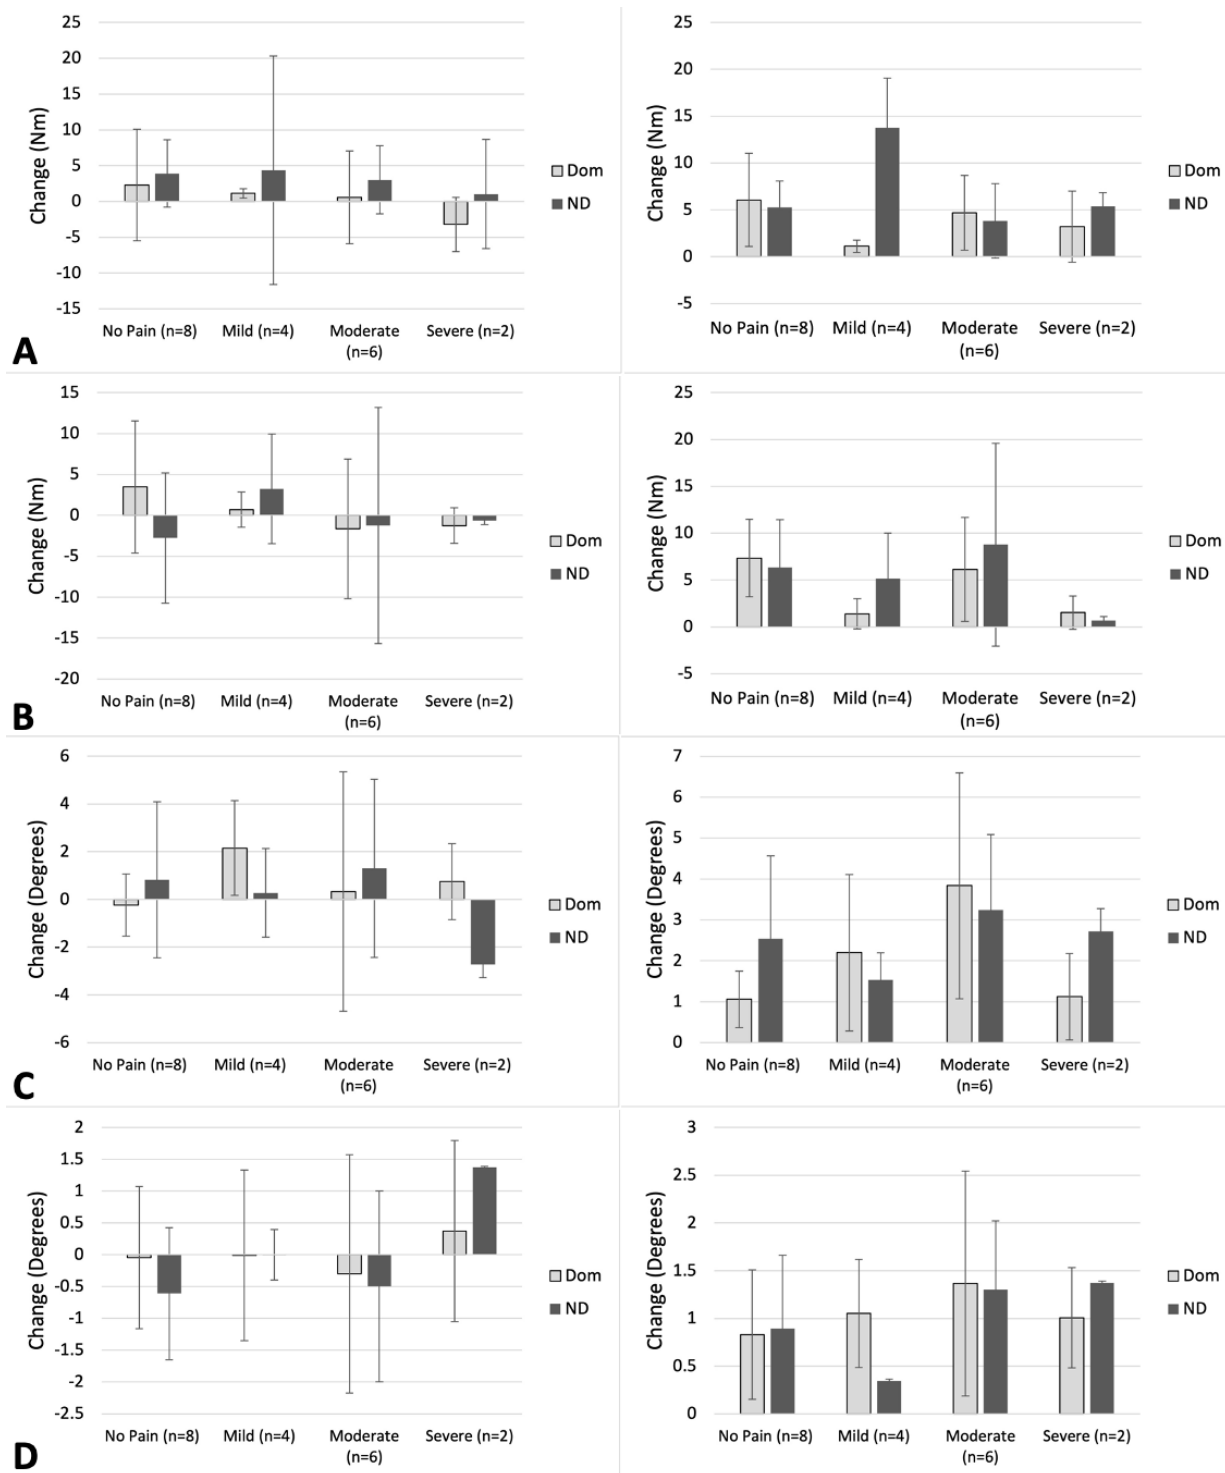 25
20
15
10
5
0
-5
-10
-15
Change (Nm)
No Pain (n=8) Mild (n=4) Moderate (n=6) Severe (n=2)
Dom
ND
A
25
20
15
10
5
0
-5
Change (Nm)
No Pain (n=8) Mild (n=4) Moderate (n=6) Severe (n=2)
Dom
ND
15
10
5
0
-5
-10
-15
-20
Change (Nm)
No Pain (n=8) Mild (n=4) Moderate (n=6) Severe (n=2)
Dom
ND
B
25
20
15
10
5
0
-5
Change (Nm)
No Pain (n=8) Mild (n=4) Moderate (n=6) Severe (n=2)
Dom
ND
6
4
2
0
-2
-4
-6
Change (Degrees)
No Pain (n=8) Mild (n=4) Moderate (n=6) Severe (n=2)
Dom
ND
C
7
6
5
4
3
2
1
0
Change (Degrees)
No Pain (n=8) Mild (n=4) Moderate (n=6) Severe (n=2)
Dom
ND
2
1.5
1
0.5
0
-0.5
-1
-1.5
-2
-2.5
Change (Degrees)
No Pain (n=8) Mild (n=4) Moderate (n=6) Severe (n=2)
Dom
ND
D
3
2.5
2
1.5
1
0.5
0
Change (Degrees)
No Pain (n=8) Mild (n=4) Moderate (n=6) Severe (n=2)
Dom
ND